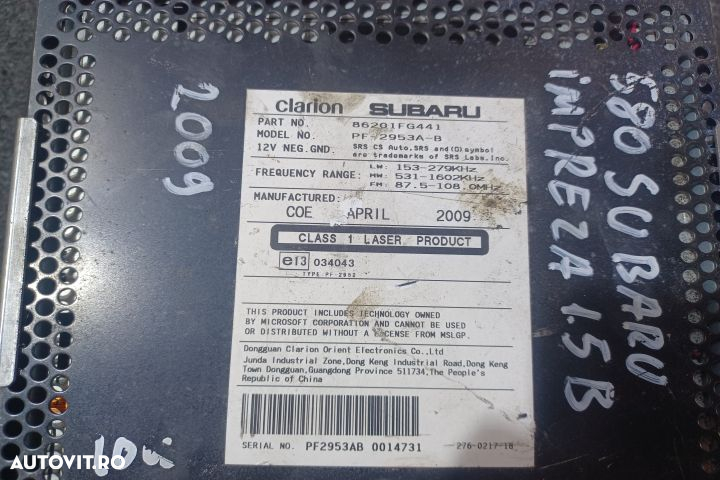 clarion SUBARU
PART NO. 86201FG441
MODEL NO. PF-2953A-B
12V NEG.GND. SRS CS Auto,SRS and (O) symbol
are trademarks of SRS Labs,Inc.
LW: 153-279KHz
FREQUENCY RANGE: MW: 531-1602KHz
FM: 87.5-108.0MHz
MANUFACTURED:
COE APRIL 2009
CLASS 1 LASER PRODUCT
e13 034043
TYPE:PF-2952
THIS PRODUCT INCLUDES TECHNOLOGY OWNED
BY MICROSOFT CORPORATION AND CANNOT BE USED
OR DISTRIBUTED WITHOUT A LICENSE FROM MSLGP.
Dongguan Clarion Orient Electronics Co.,Ltd
Junda Industrial Zone,Dong Keng Industrial Road,Dong Keng
Town Dongguan,Guangdong Province 511734,The People's
Republic of China
SERIAL NO. PF2953AB 0014731
276-0217-18
2009
580 SUBARU
IMPREZA 1.5B
AUTOVIT.RO